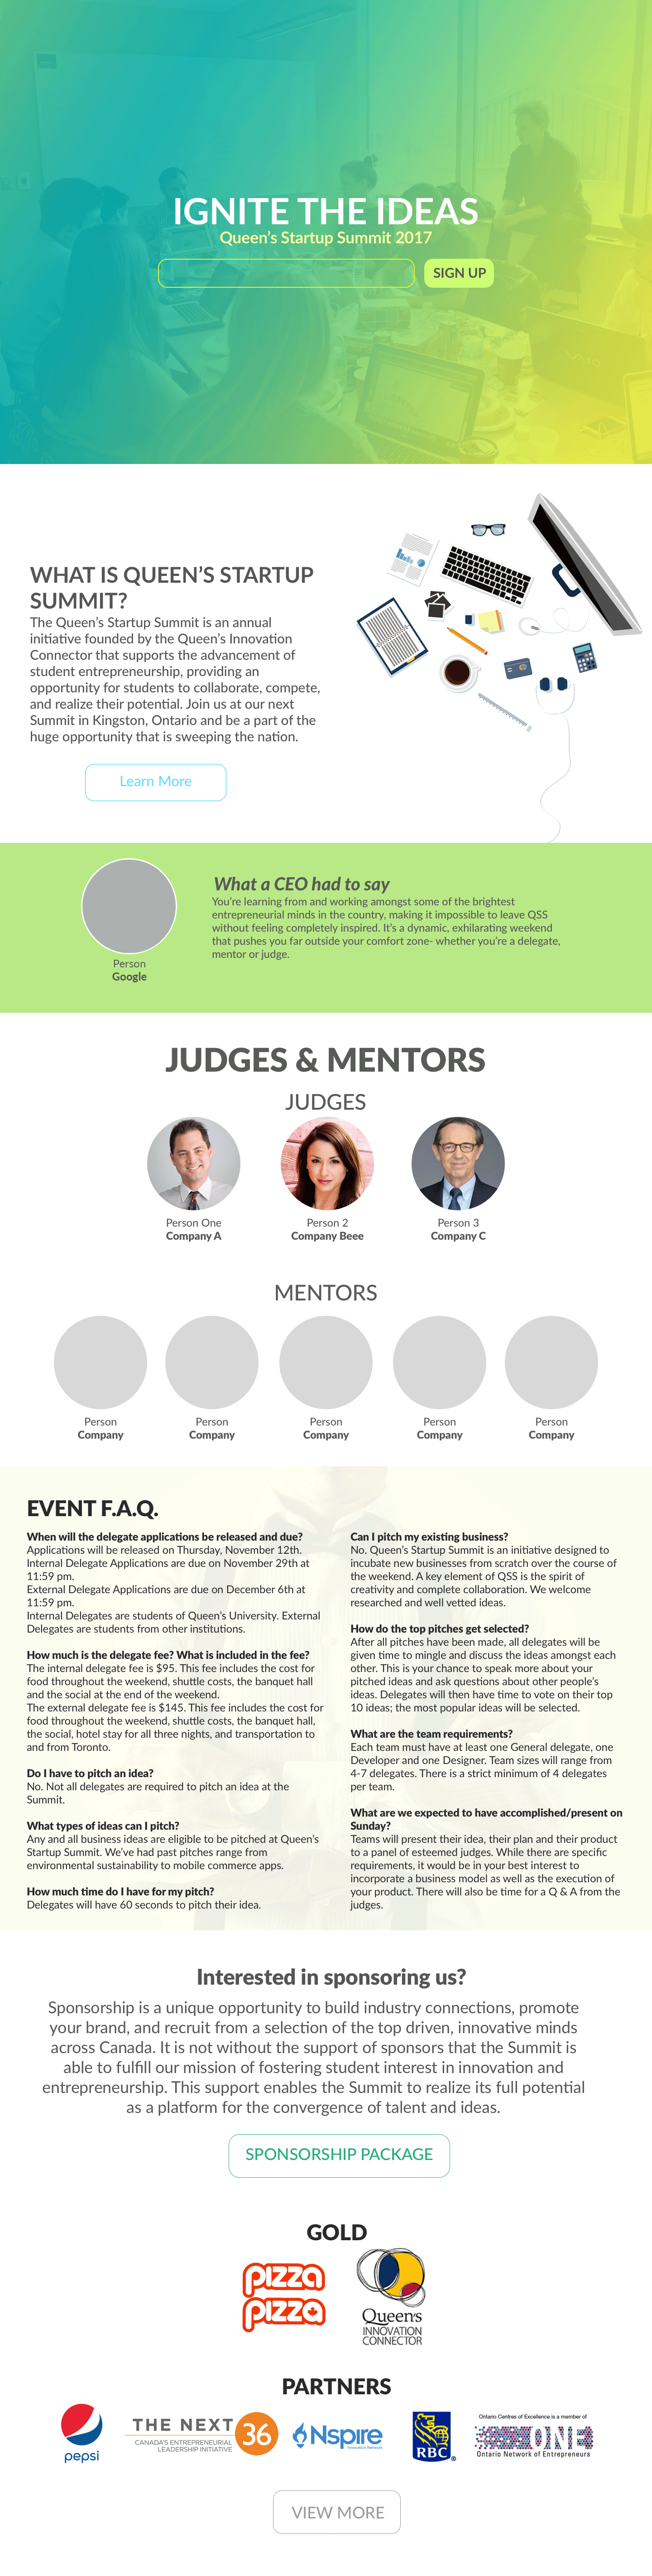 IGNITE THE IDEAS
Queen's Startup Summit 2017
SIGN UP
WHAT IS QUEEN'S STARTUP
SUMMIT?
The Queen's Startup Summit is an annual
initiative founded by the Queen's Innovation
Connector that supports the advancement of
student entrepreneurship, providing an
opportunity for students to collaborate, compete,
and realize their potential. Join us at our next
Summit in Kingston, Ontario and be a part of the
huge opportunity that is sweeping the nation.
Learn More
What a CEO had to say
You're learning from and working amongst some of the brightest
entrepreneurial minds in the country, making it impossible to leave QSS
without feeling completely inspired. It's a dynamic, exhilarating weekend
that pushes you far outside your comfort zone- whether you're a delegate,
mentor or judge.
Person
Google
JUDGES & MENTORS
JUDGES
Person One
Company A
Person 2
Company Beee
Person 3
Company C
MENTORS
Person
Company
Person
Company
Person
Company
Person
Company
Person
Company
EVENT F.A.Q.
When will the delegate applications be released and due?
Applications will be released on Thursday, November 12th.
Internal Delegate Applications are due on November 29th at
11:59 pm.
External Delegate Applications are due on December 6th at
11:59 pm.
Internal Delegates are students of Queen's University. External
Delegates are students from other institutions.
How much is the delegate fee? What is included in the fee?
The internal delegate fee is $95. This fee includes the cost for
food throughout the weekend, shuttle costs, the banquet hall
and the social at the end of the weekend.
The external delegate fee is $145. This fee includes the cost for
food throughout the weekend, shuttle costs, the banquet hall,
the social, hotel stay for all three nights, and transportation to
and from Toronto.
Do I have to pitch an idea?
No. Not all delegates are required to pitch an idea at the
Summit.
What types of ideas can I pitch?
Any and all business ideas are eligible to be pitched at Queen's
Startup Summit. We've had past pitches range from
environmental sustainability to mobile commerce apps.
How much time do I have for my pitch?
Delegates will have 60 seconds to pitch their idea.
Can I pitch my existing business?
No. Queen's Startup Summit is an initiative designed to
incubate new businesses from scratch over the course of
the weekend. A key element of QSS is the spirit of
creativity and complete collaboration. We welcome
researched and well vetted ideas.
How do the top pitches get selected?
After all pitches have been made, all delegates will be
given time to mingle and discuss the ideas amongst each
other. This is your chance to speak more about your
pitched ideas and ask questions about other people's
ideas. Delegates will then have time to vote on their top
10 ideas; the most popular ideas will be selected.
What are the team requirements?
Each team must have at least one General delegate, one
Developer and one Designer. Team sizes will range from
4-7 delegates. There is a strict minimum of 4 delegates
per team.
What are we expected to have accomplished/present on
Sunday?
Teams will present their idea, their plan and their product
to a panel of esteemed judges. While there are specific
requirements, it would be in your best interest to
incorporate a business model as well as the execution of
your product. There will also be time for a Q & A from the
judges.
Interested in sponsoring us?
Sponsorship is a unique opportunity to build industry connections, promote
your brand, and recruit from a selection of the top driven, innovative minds
across Canada. It is not without the support of sponsors that the Summit is
able to fulfill our mission of fostering student interest in innovation and
entrepreneurship. This support enables the Summit to realize its full potential
as a platform for the convergence of talent and ideas.
SPONSORSHIP PACKAGE
GOLD
pizza
pizza
Queen's
INNOVATION
CONNECTOR
PARTNERS
pepsi
THE NEXT 36
CANADA'S ENTREPRENEURIAL
LEADERSHIP INITIATIVE
Nspire
Innovation Network
RBC
Ontario Centres of Excellence is a member of
ONE
Ontario Network of Entrepreneurs
VIEW MORE